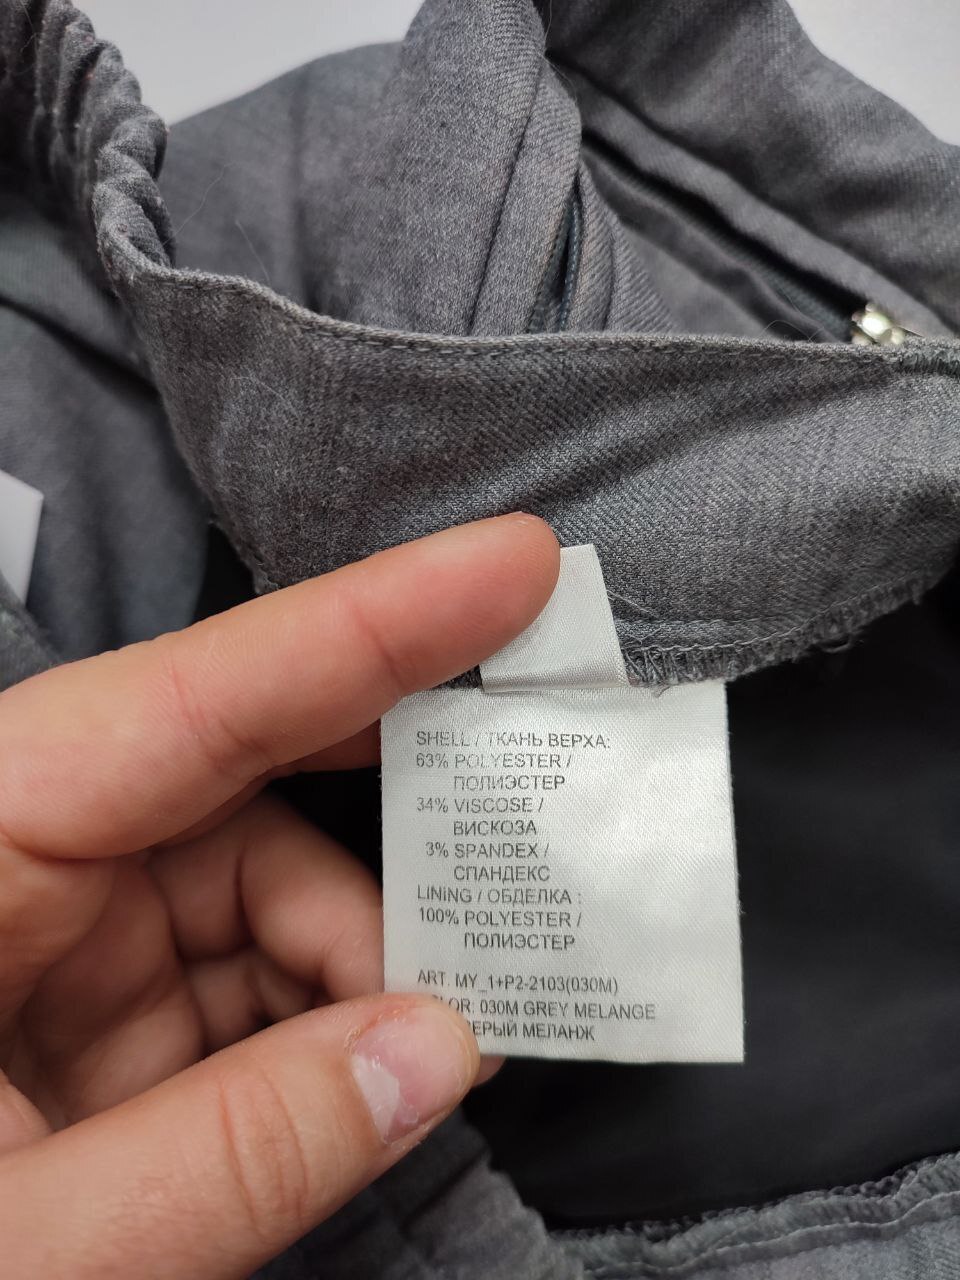 SHELL / ТКАНЬ ВЕРХА:
63% POLYESTER /
ПОЛИЭСТЕР
34% VISCOSE /
ВИСКОЗА
3% SPANDEX /
СПАНДЕКС
LINING / ОБДЕЛКА :
100% POLYESTER /
ПОЛИЭСТЕР
ART. MY_1+P2-2103(030M)
030M GREY MELANGE
МЕЛАНЖ